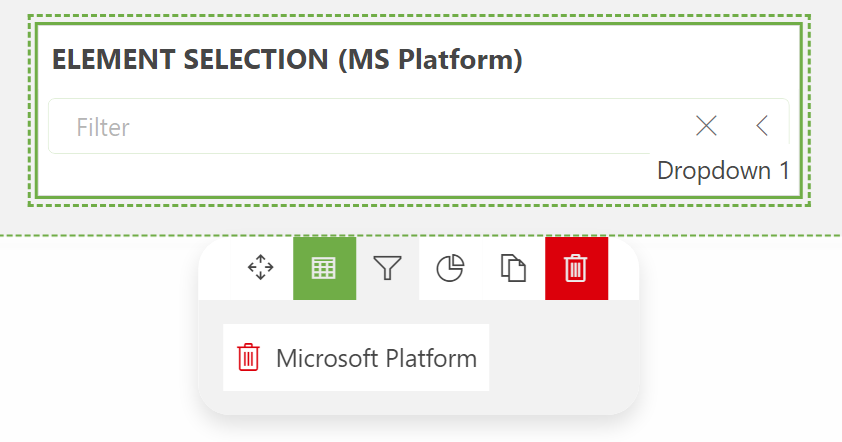 ELEMENT SELECTION (MS Platform)
Filter
Dropdown 1
Microsoft Platform